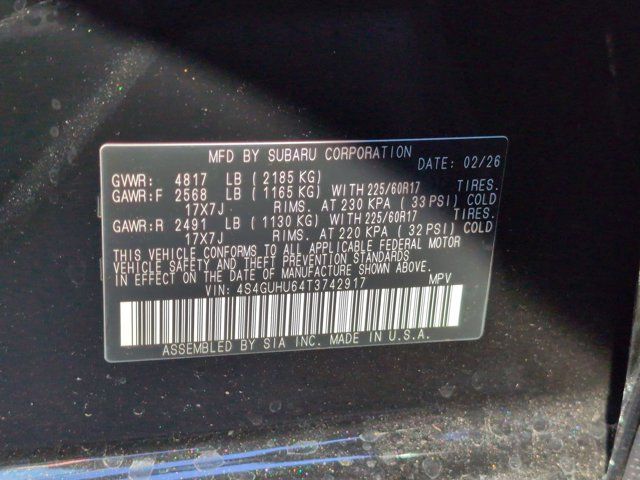 MFD BY SUBARU CORPORATION DATE: 02/26
GVWR: 4817 LB (2185 KG)
GAWR:F 2568 LB (1165 KG) WITH 225/60R17 TIRES.
17X7J RIMS. AT 230 KPA (33 PSI) COLD
GAWR:R 2491 LB (1130 KG) WITH 225/60R17 TIRES.
17X7J RIMS. AT 220 KPA (32 PSI) COLD
THIS VEHICLE CONFORMS TO ALL APPLICABLE FEDERAL MOTOR
VEHICLE SAFETY AND THEFT PREVENTION STANDARDS
IN EFFECT ON THE DATE OF MANUFACTURE SHOWN ABOVE.
VIN: 4S4GUHU64T3742917 MPV
ASSEMBLED BY SIA INC. MADE IN U.S.A.